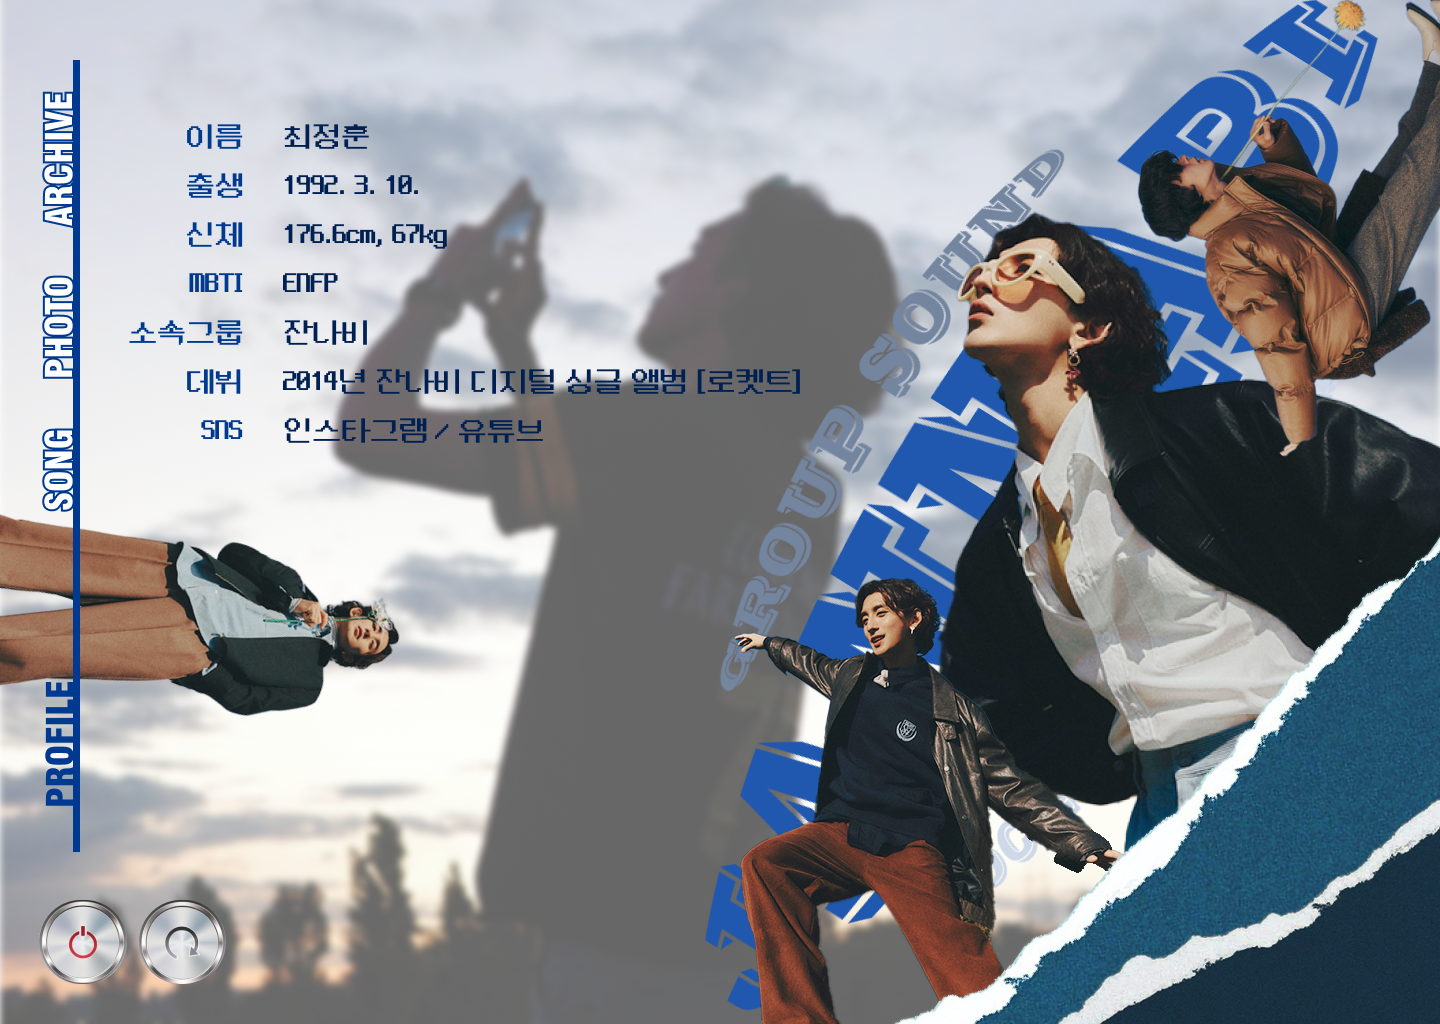 ARCHIVE
PHOTO
SONG
PROFILE
이름 최정훈
출생 1992. 3. 10.
신체 176.6cm, 67kg
MBTI ENFP
소속그룹 잔나비
데뷔 2014년 잔나비 디지털 싱글 앨범 [로켓트]
SNS 인스타그램 / 유튜브
GROUP SOUND
JANNABI